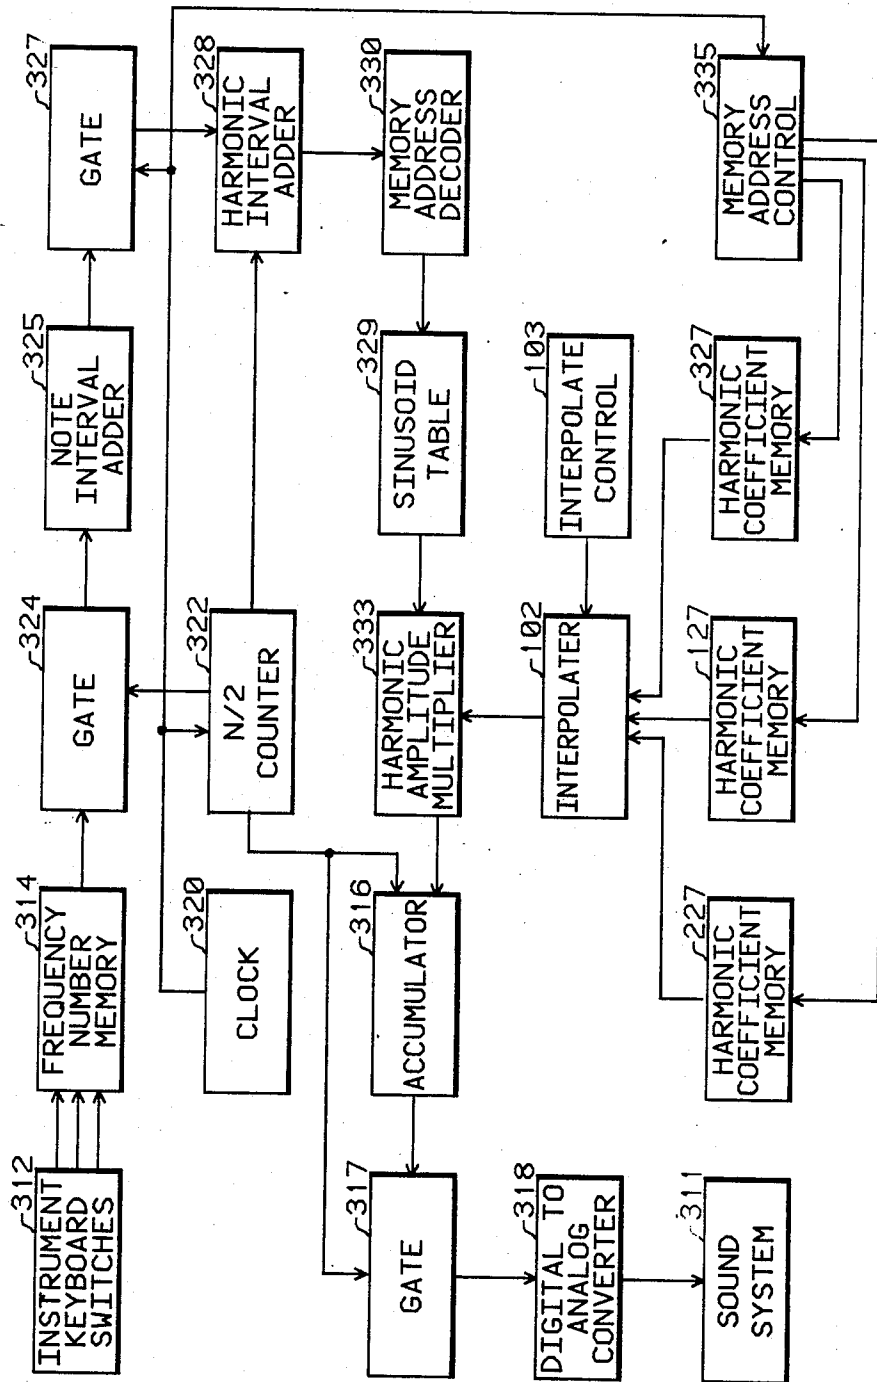 312
INSTRUMENT
KEYBOARD
SWITCHES
314
FREQUENCY
NUMBER
MEMORY
324
GATE
325
NOTE
INTERVAL
ADDER
327
GATE
320
CLOCK
322
N/2
COUNTER
328
HARMONIC
INTERVAL
ADDER
317
GATE
316
ACCUMULATOR
333
HARMONIC
AMPLITUDE
MULTIPLIER
329
SINUSOID
TABLE
330
MEMORY
ADDRESS
DECODER
318
DIGITAL TO
ANALOG
CONVERTER
102
INTERPOLATER
103
INTERPOLATE
CONTROL
311
SOUND
SYSTEM
227
HARMONIC
COEFFICIENT
MEMORY
127
HARMONIC
COEFFICIENT
MEMORY
327
HARMONIC
COEFFICIENT
MEMORY
335
MEMORY
ADDRESS
CONTROL